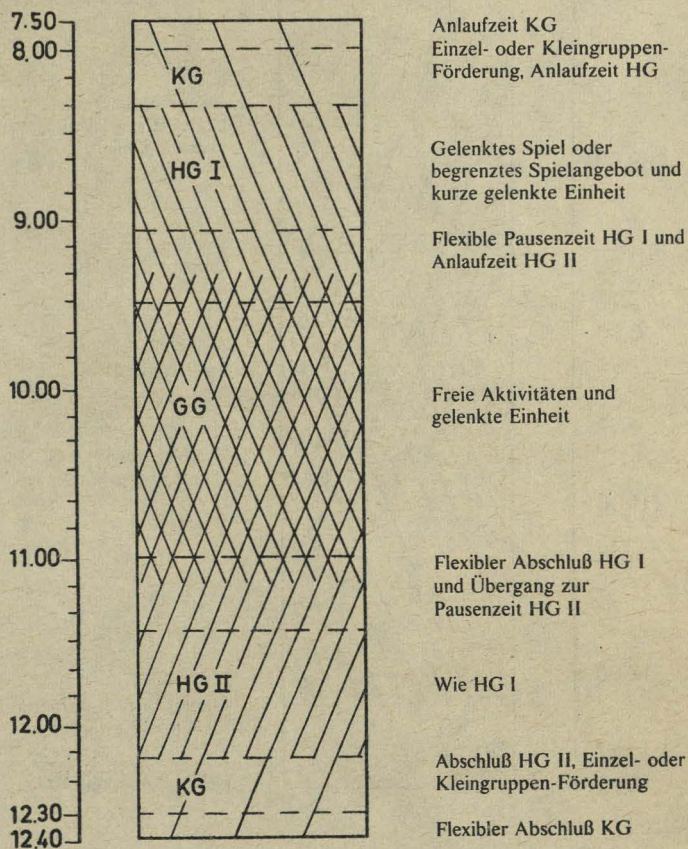 7.50
8.00
9.00
10.00
11.00
12.00
12.30
12.40
KG
HG I
GG
HG II
KG
Anlaufzeit KG
Einzel- oder Kleingruppen-
Förderung, Anlaufzeit HG
Gelenktes Spiel oder
begrenztes Spielangebot und
kurze gelenkte Einheit
Flexible Pausenzeit HG I und
Anlaufzeit HG II
Freie Aktivitäten und
gelenkte Einheit
Flexibler Abschluß HG I
und Übergang zur
Pausenzeit HG II
Wie HG I
Abschluß HG II, Einzel- oder
Kleingruppen-Förderung
Flexibler Abschluß KG